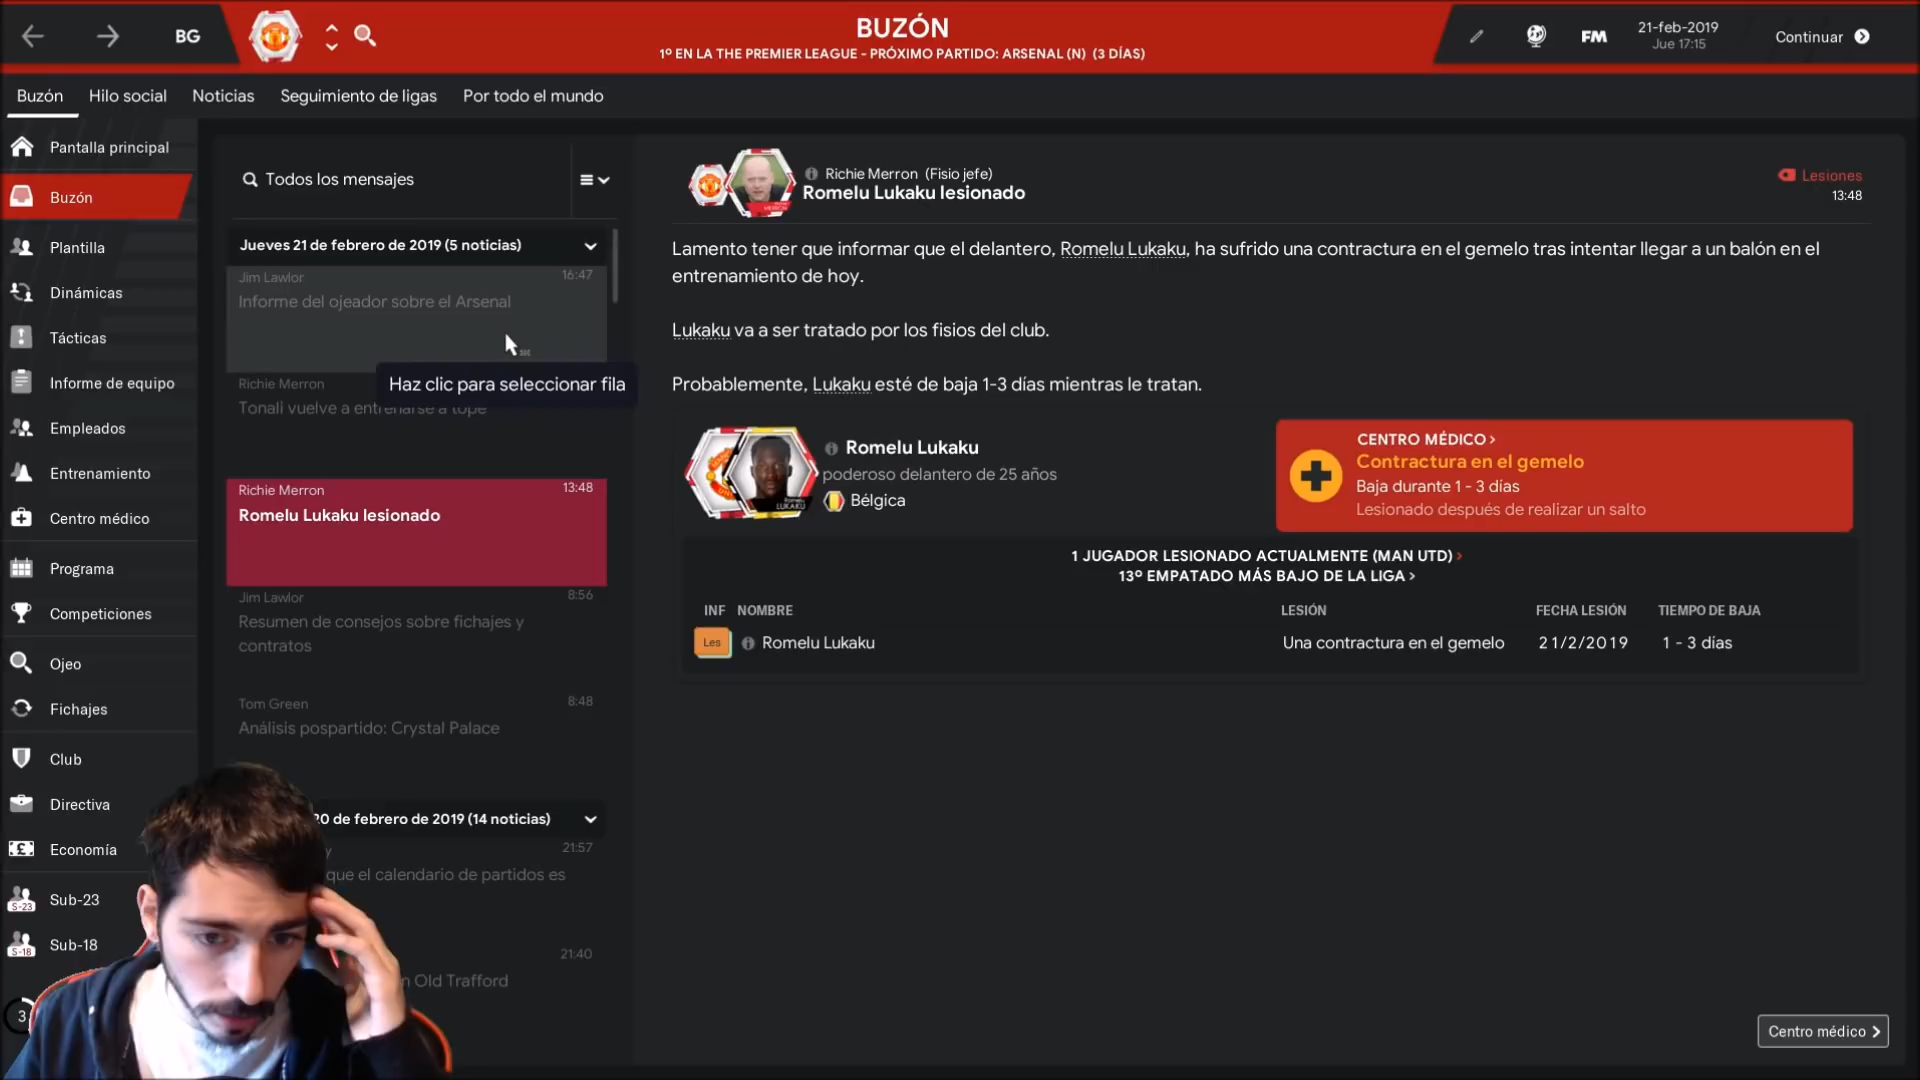 BG
BUZÓN
1º EN LA THE PREMIER LEAGUE - PRÓXIMO PARTIDO: ARSENAL (N) (3 DÍAS)
FM
21-feb-2019
Jue 17:15
Continuar
Buzón
Hilo social
Noticias
Seguimiento de ligas
Por todo el mundo
Pantalla principal
Buzón
Plantilla
Dinámicas
Tácticas
Informe de equipo
Empleados
Entrenamiento
Centro médico
Programa
Competiciones
Ojeo
Fichajes
Club
Directiva
Economía
S-23
Sub-23
S-18
Sub-18
3
Todos los mensajes
Jueves 21 de febrero de 2019 (5 noticias)
Jim Lawlor
16:47
Informe del ojeador sobre el Arsenal
Haz clic para seleccionar fila
Richie Merron
Tonali vuelve a entrenarse a tope
Richie Merron
13:48
Romelu Lukaku lesionado
Jim Lawlor
8:56
Resumen de consejos sobre fichajes y
contratos
Tom Green
8:48
Análisis pospartido: Crystal Palace
20 de febrero de 2019 (14 noticias)
y
21:57
que el calendario de partidos es
21:40
n Old Trafford
Richie Merron (Fisio jefe)
Romelu Lukaku lesionado
Lesiones
13:48
Lamento tener que informar que el delantero, Romelu Lukaku, ha sufrido una contractura en el gemelo tras intentar llegar a un balón en el
entrenamiento de hoy.
Lukaku va a ser tratado por los fisios del club.
Probablemente, Lukaku esté de baja 1-3 días mientras le tratan.
Romelu
LUKAKU
Romelu Lukaku
poderoso delantero de 25 años
Bélgica
CENTRO MÉDICO >
Contractura en el gemelo
Baja durante 1 - 3 días
Lesionado después de realizar un salto
1 JUGADOR LESIONADO ACTUALMENTE (MAN UTD) >
13º EMPATADO MÁS BAJO DE LA LIGA >
INF NOMBRE LESIÓN FECHA LESIÓN TIEMPO DE BAJA
Les Romelu Lukaku Una contractura en el gemelo 21/2/2019 1 - 3 días
Centro médico >